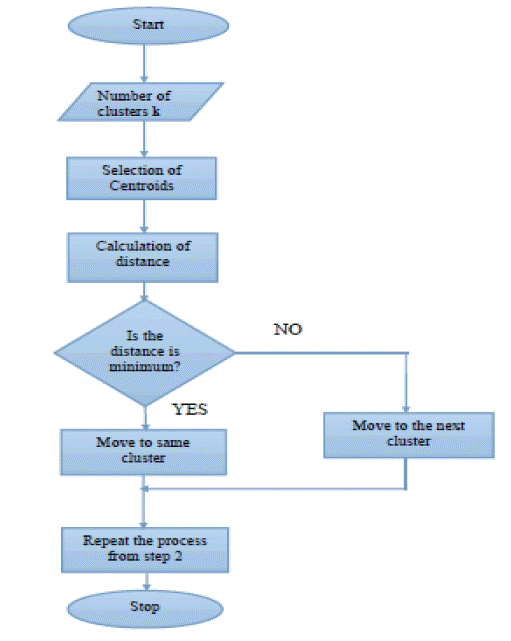 Start
Number of
clusters k
Selection of
Centroids
Calculation of
distance
Is the
distance is
minimum?
NO
YES
Move to same
cluster
Move to the next
cluster
Repeat the process
from step 2
Stop